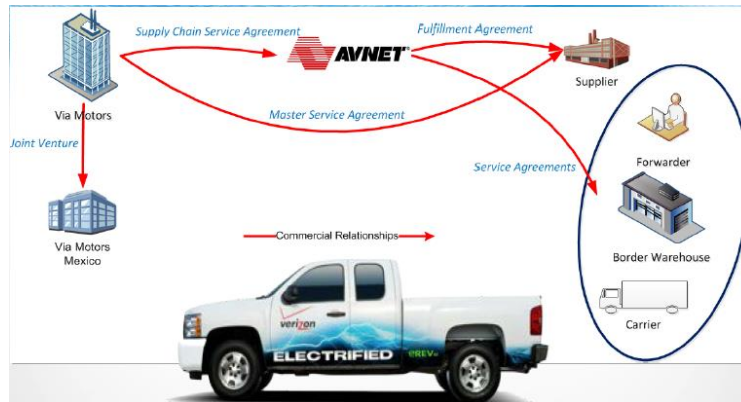 Supply Chain Service Agreement
AVNET
Fulfillment Agreement
Supplier
Via Motors
Master Service Agreement
Joint Venture
Service Agreements
Forwarder
Via Motors
Mexico
Commercial Relationships
Border Warehouse
Carrier
verizon
ELECTRIFIED
eREV